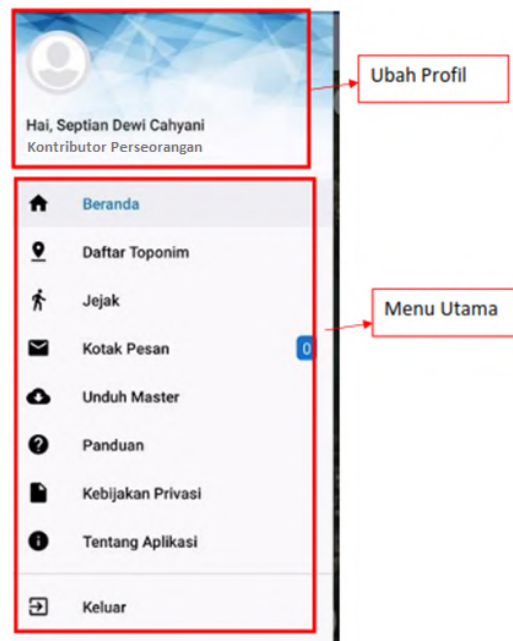 Ubah Profil
Hai, Septian Dewi Cahyani
Kontributor Perseorangan
Beranda
Daftar Toponim
Jejak
Menu Utama
Kotak Pesan
0
Unduh Master
Panduan
Kebijakan Privasi
Tentang Aplikasi
Keluar